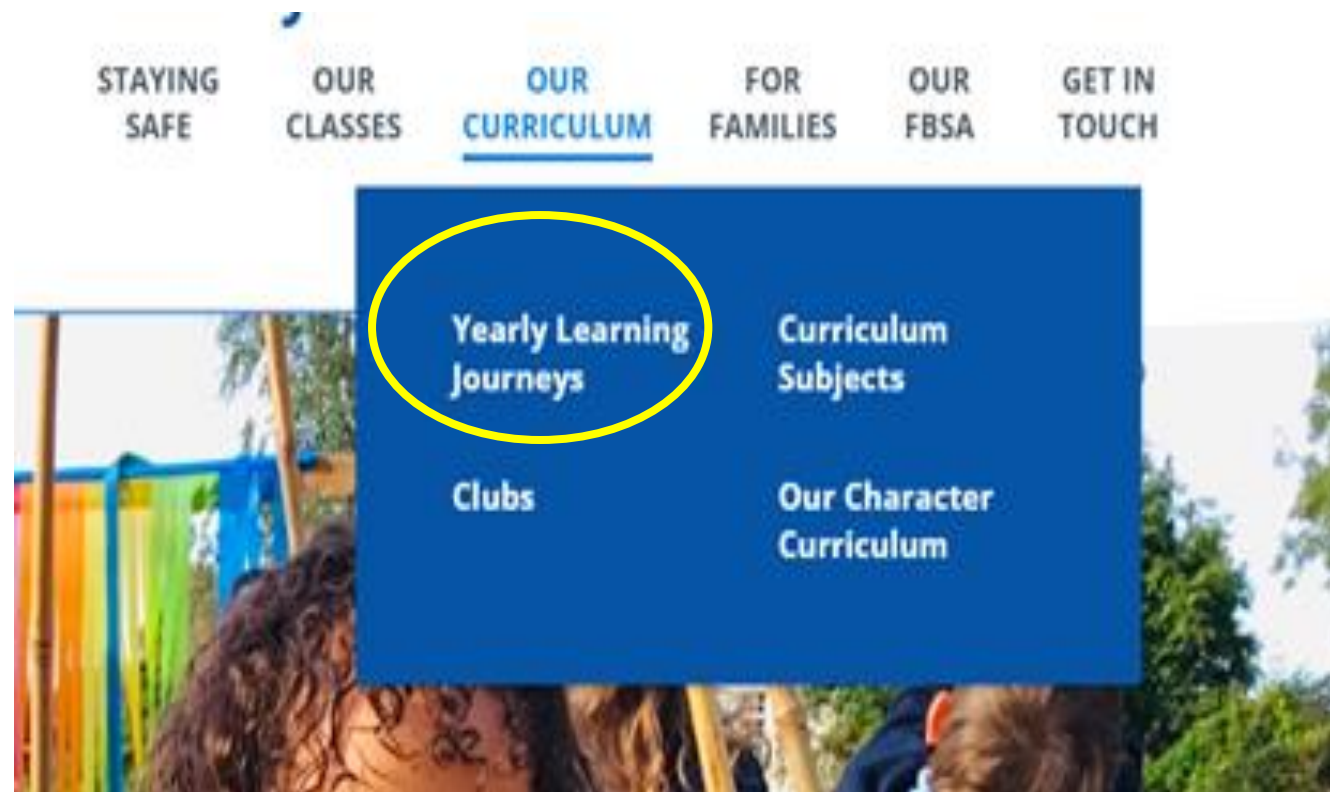 STAYING SAFE
OUR CLASSES
OUR CURRICULUM
FOR FAMILIES
OUR FBSA
GET IN TOUCH
Yearly Learning
Journeys
Curriculum
Subjects
Clubs
Our Character
Curriculum